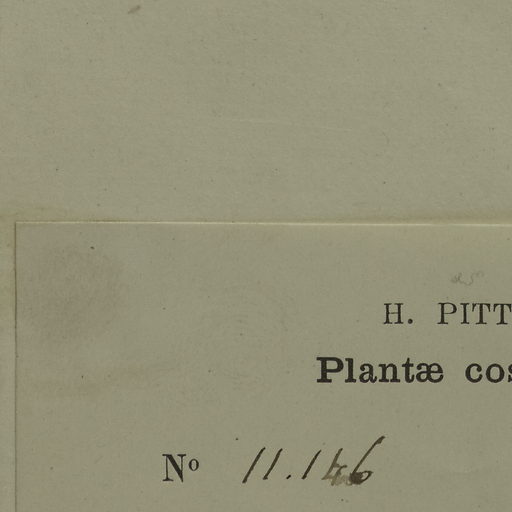 H. PITT
Plantæ cos
Nº 11.146